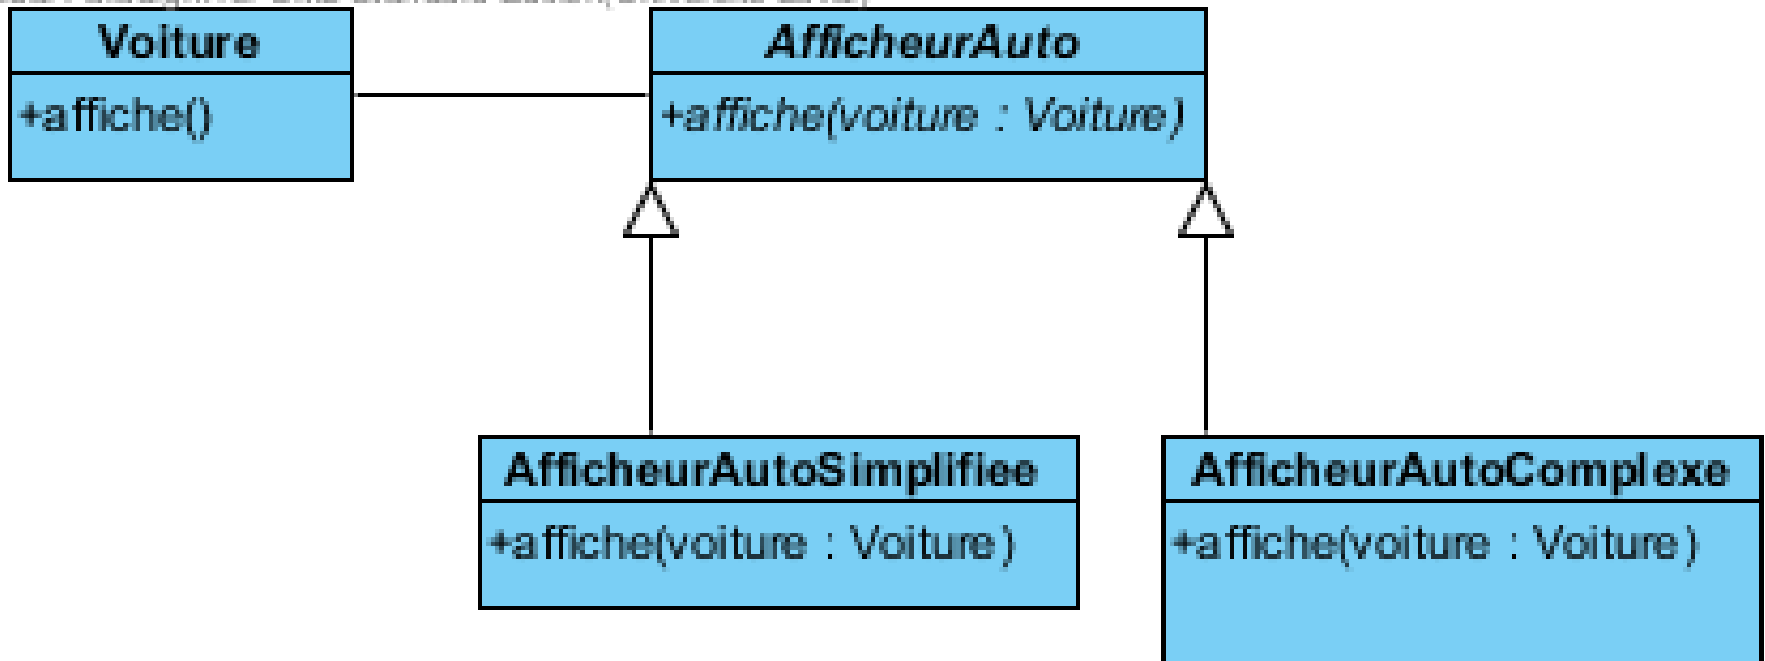 Voiture
+affiche()
AfficheurAuto
+affiche(voiture : Voiture)
AfficheurAutoSimplifiee
+affiche(voiture : Voiture)
AfficheurAutoComplexe
+affiche(voiture : Voiture)